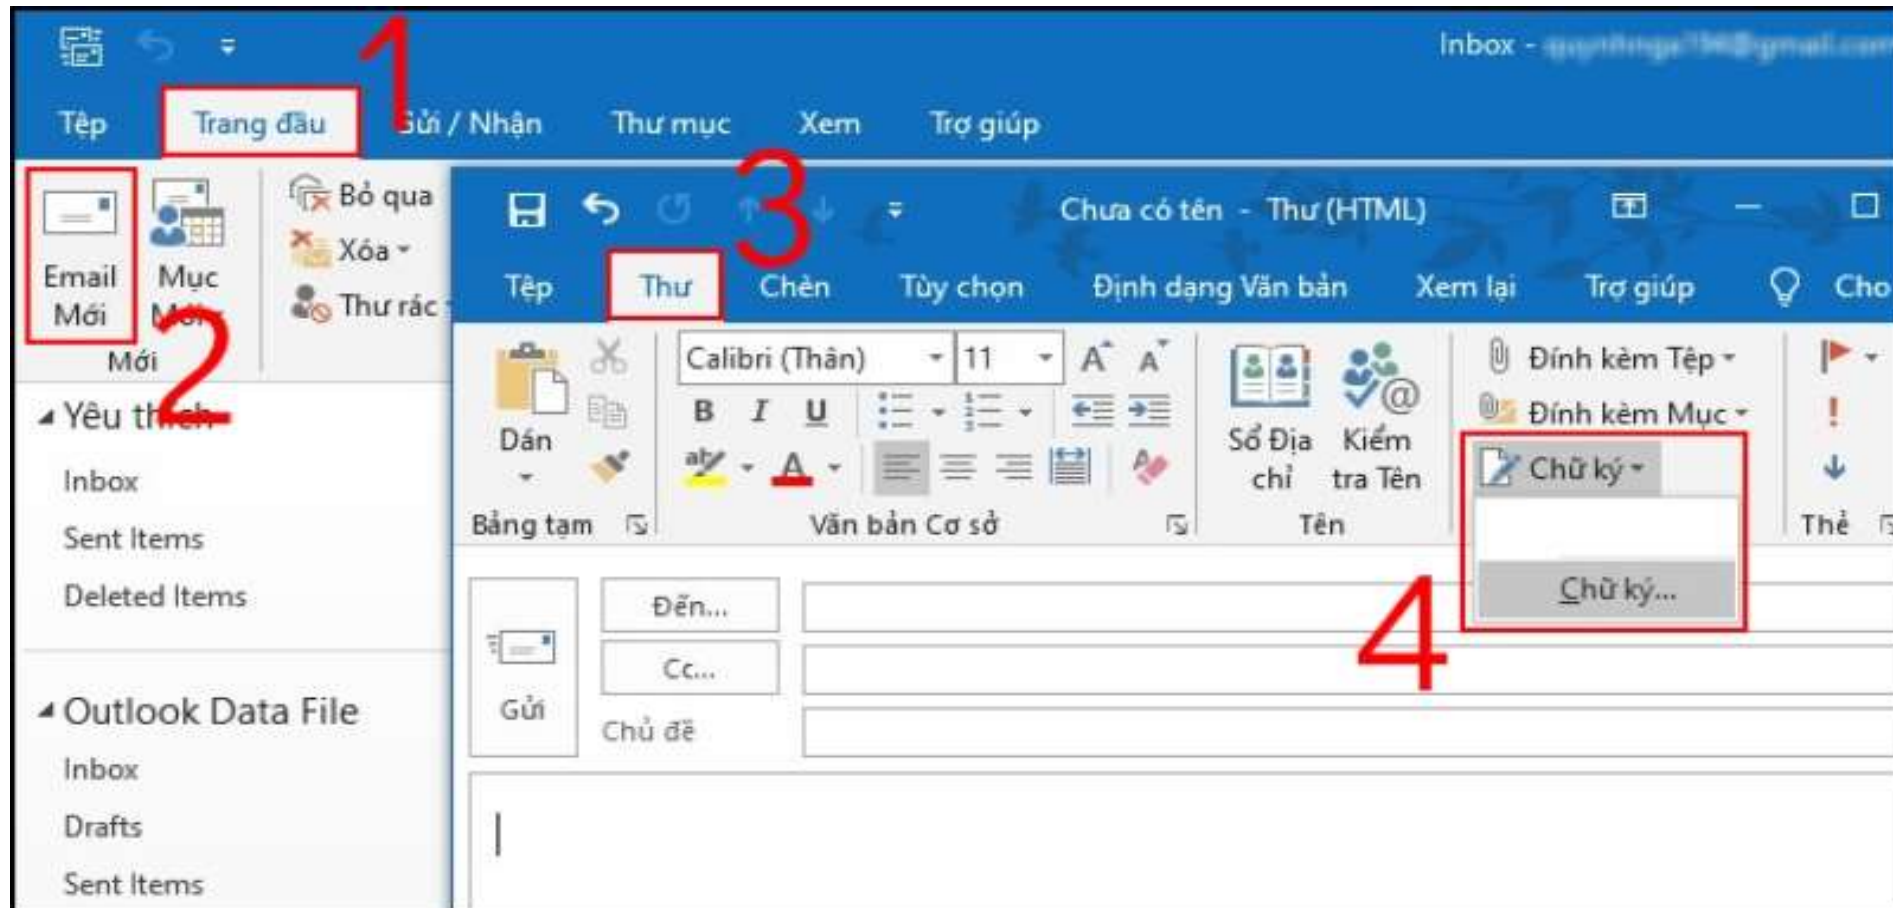 Inbox -
1
Tệp Trang đầu Gửi / Nhận Thư mục Xem Trợ giúp
Email Mới
Mục Mới
Bỏ qua
Xóa
Thư rác
Mới
2
Yêu thích
Inbox
Sent Items
Deleted Items
Outlook Data File
Inbox
Drafts
Sent Items
3
Chưa có tên - Thư (HTML)
Tệp Thư Chèn Tùy chọn Định dạng Văn bản Xem lại Trợ giúp Cho
Dán
Bảng tạm
Calibri (Thân) 11
B I U
Văn bản Cơ sở
Sổ Địa chỉ
Kiểm tra Tên
Tên
Đính kèm Tệp
Đính kèm Mục
Chữ ký
Chữ ký...
Thẻ
4
Gửi
Đến...
Cc...
Chủ đề